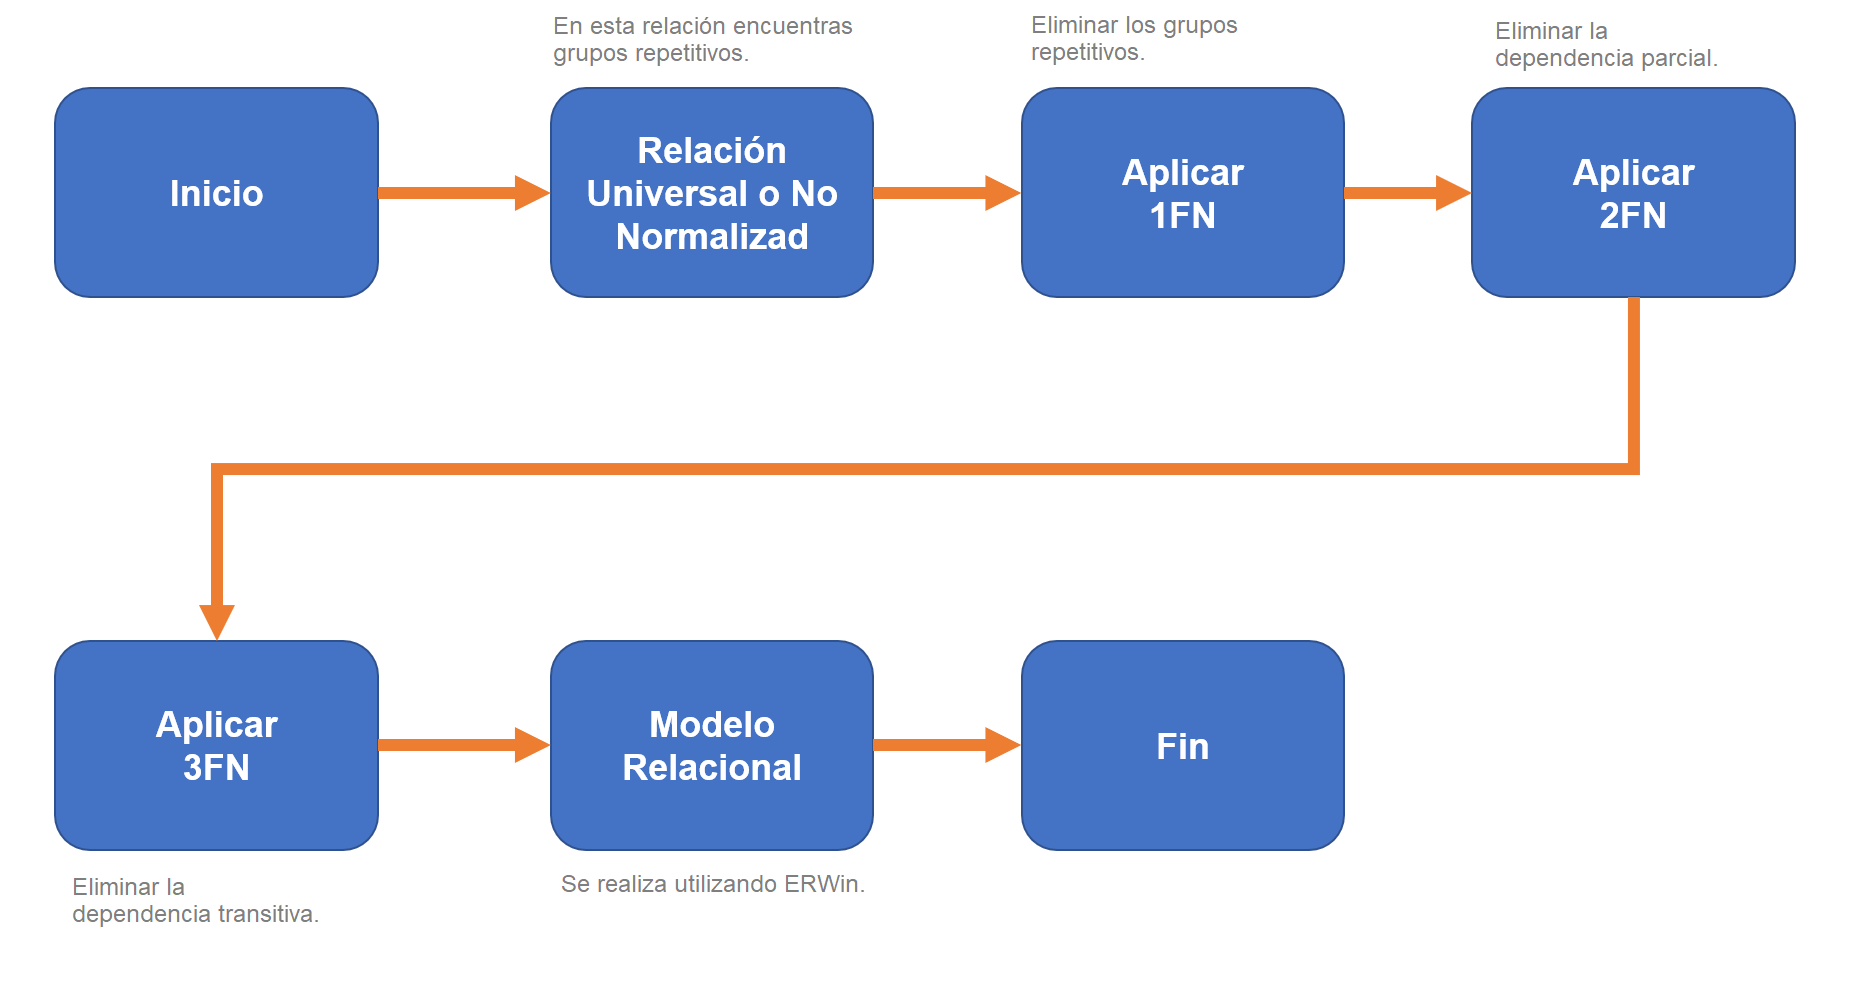 En esta relación encuentras
grupos repetitivos.
Eliminar los grupos
repetitivos.
Eliminar la
dependencia parcial.
Inicio
Relación
Universal o No
Normalizad
Aplicar
1FN
Aplicar
2FN
Aplicar
3FN
Modelo
Relacional
Fin
Eliminar la
dependencia transitiva.
Se realiza utilizando ERWin.